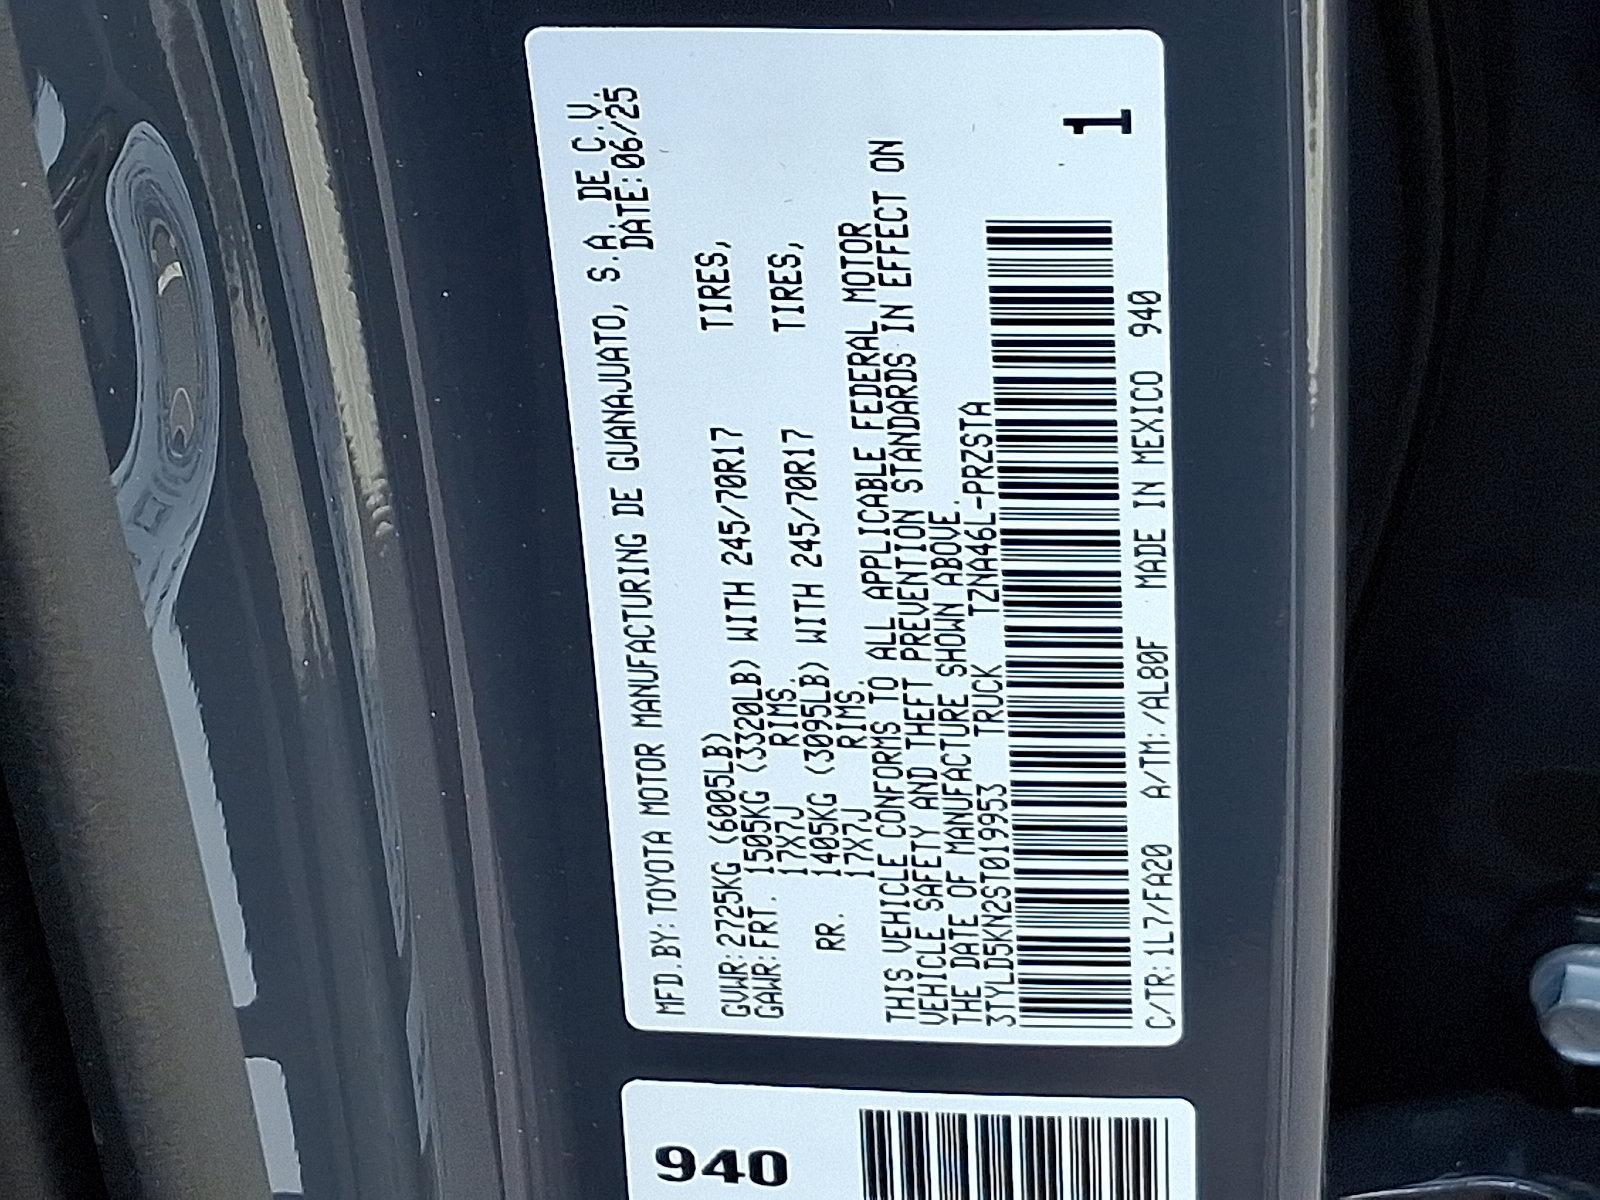 MFD.BY:TOYOTA MOTOR MANUFACTURING DE GUANAJUATO, S.A. DE C.V.
DATE:06/25
GVWR:2725KG (6005LB)
GAWR:FRT. 1505KG (3320LB) WITH 245/70R17 TIRES,
17X7J RIMS.
RR. 1405KG (3095LB) WITH 245/70R17 TIRES,
17X7J RIMS.
THIS VEHICLE CONFORMS TO ALL APPLICABLE FEDERAL MOTOR
VEHICLE SAFETY AND THEFT PREVENTION STANDARDS IN EFFECT ON
THE DATE OF MANUFACTURE SHOWN ABOVE.
3TYLD5KN2ST019953 TRUCK TZNA46L-PRZSTA
1
C/TR:1L7/FA20 A/TM:/AL80F MADE IN MEXICO 940
940